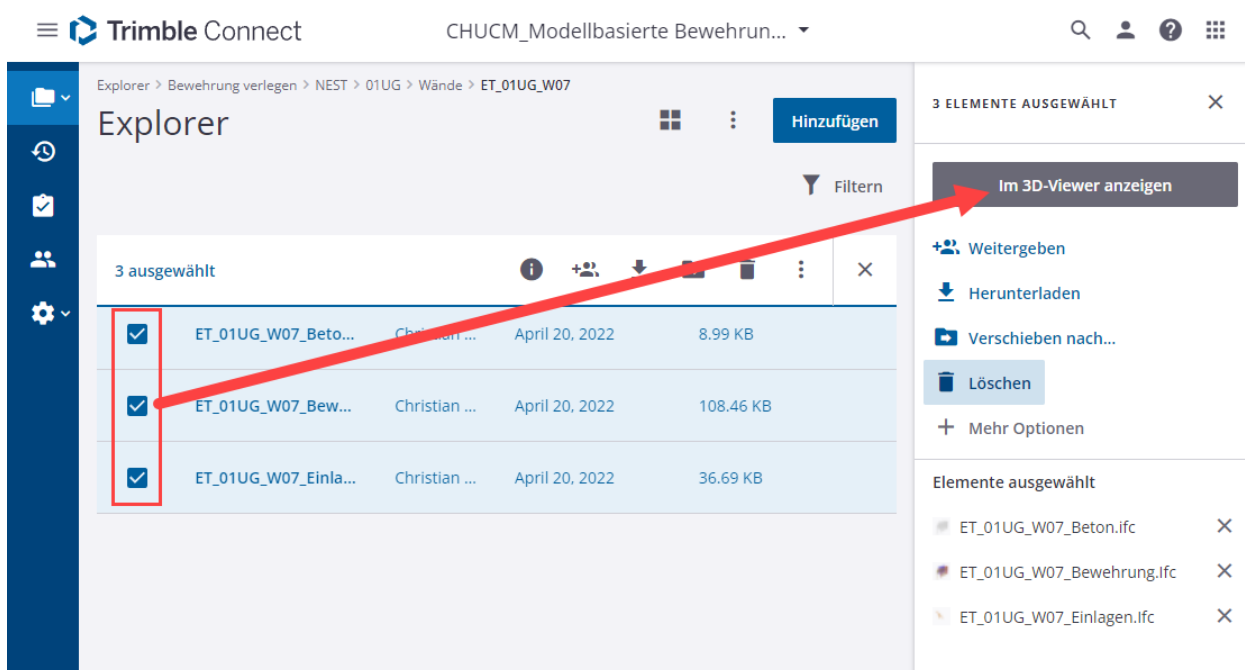 Trimble Connect
CHUCM_Modellbasierte Bewehrun...
Explorer > Bewehrung verlegen > NEST > 01UG > Wände > ET_01UG_W07
Explorer
Hinzufügen
Filtern
3 ausgewählt
ET_01UG_W07_Beto... Christian ... April 20, 2022 8.99 KB
ET_01UG_W07_Bew... Christian ... April 20, 2022 108.46 KB
ET_01UG_W07_Einla... Christian ... April 20, 2022 36.69 KB
3 ELEMENTE AUSGEWÄHLT
Im 3D-Viewer anzeigen
Weitergeben
Herunterladen
Verschieben nach...
Löschen
Mehr Optionen
Elemente ausgewählt
ET_01UG_W07_Beton.ifc
ET_01UG_W07_Bewehrung.Ifc
ET_01UG_W07_Einlagen.Ifc